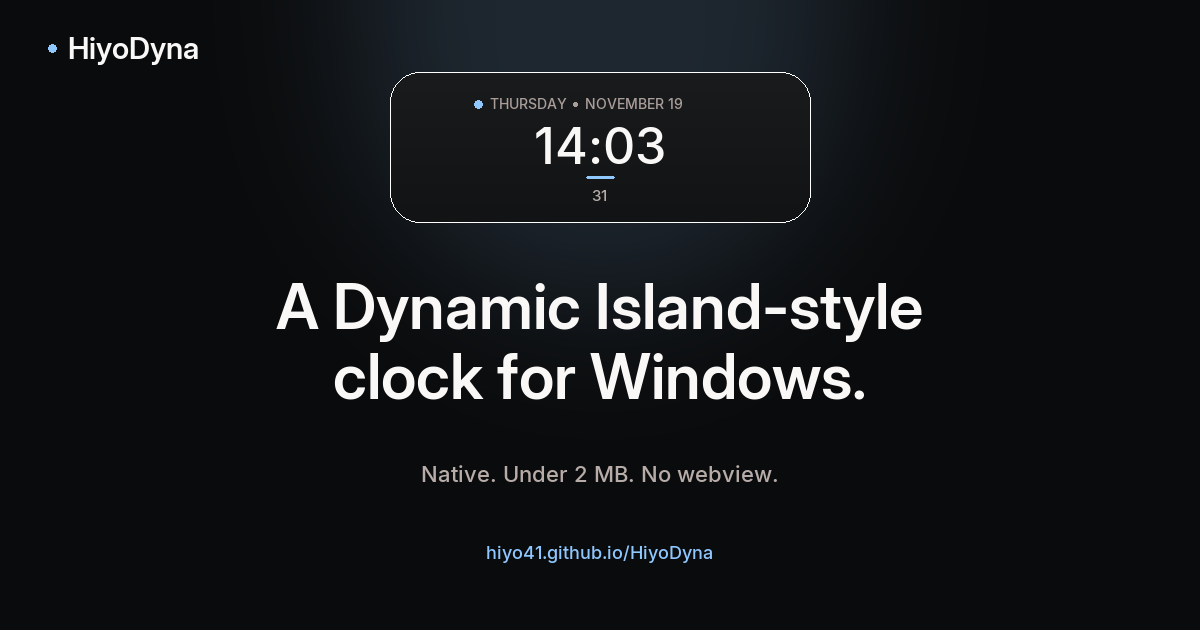 HiyoDyna
THURSDAY • NOVEMBER 19
14:03
31
A Dynamic Island-style
clock for Windows.
Native. Under 2 MB. No webview.
hiyo41.github.io/HiyoDyna